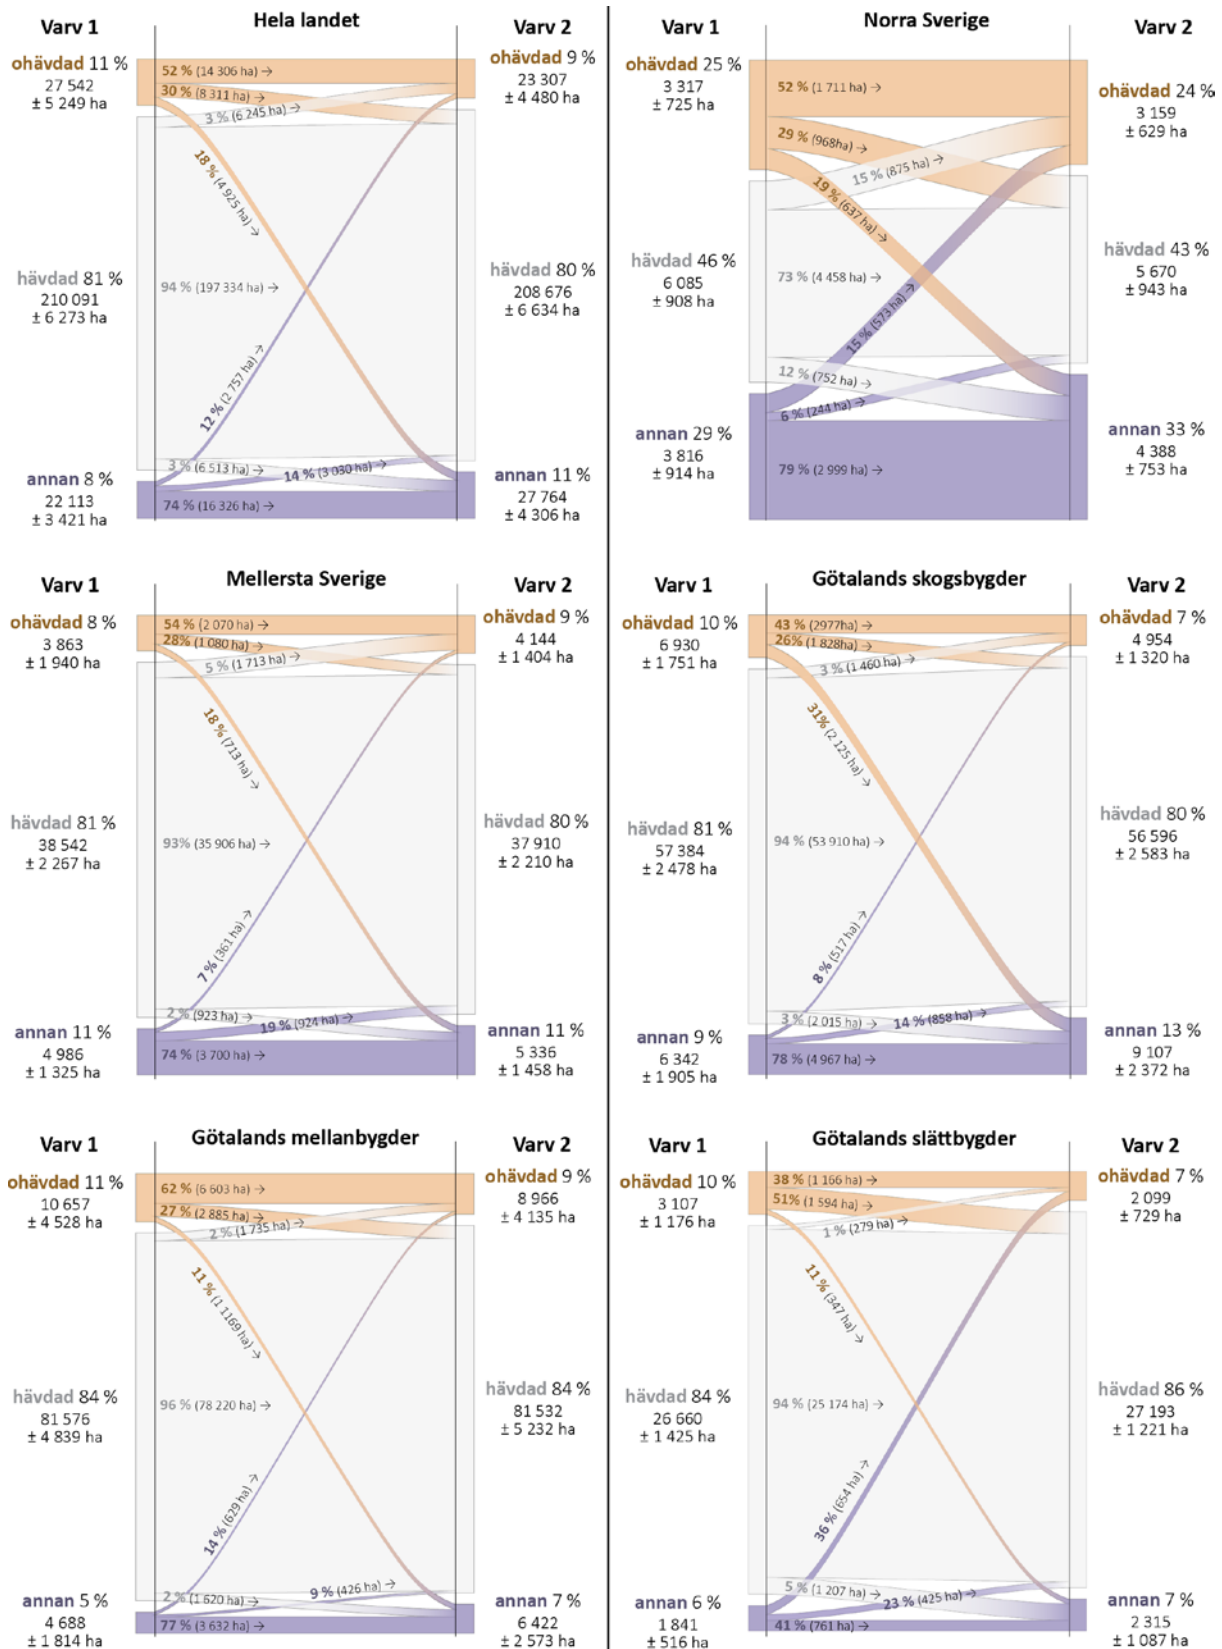 Hela landet
Varv 1
Varv 2
ohävdad 11 %
27 542
± 5 249 ha
52 % (14 306 ha) →
30 % (8 311 ha) →
3 % (6 245 ha) →
18 % (4 925 ha) →
ohävdad 9 %
23 307
± 4 480 ha
hävdad 81 %
210 091
± 6 273 ha
94 % (197 334 ha) →
hävdad 80 %
208 676
± 6 634 ha
12 % (2 757 ha) →
annan 8 %
22 113
± 3 421 ha
3 % (6 513 ha) →
14 % (3 030 ha) →
74 % (16 326 ha) →
annan 11 %
27 764
± 4 306 ha
Norra Sverige
Varv 1
Varv 2
ohävdad 25 %
3 317
± 725 ha
52 % (1 711 ha) →
29 % (968ha) →
15 % (875 ha) →
19 % (637 ha) →
ohävdad 24 %
3 159
± 629 ha
hävdad 46 %
6 085
± 908 ha
73 % (4 458 ha) →
hävdad 43 %
5 670
± 943 ha
15 % (573 ha) →
12 % (752 ha) →
6 % (244 ha) →
annan 29 %
3 816
± 914 ha
79 % (2 999 ha) →
annan 33 %
4 388
± 753 ha
Mellersta Sverige
Varv 1
Varv 2
ohävdad 8 %
3 863
± 1 940 ha
54 % (2 070 ha) →
28% (1 080 ha) →
5 % (1 713 ha) →
18 % (713 ha) →
ohävdad 9 %
4 144
± 1 404 ha
hävdad 81 %
38 542
± 2 267 ha
93% (35 906 ha) →
hävdad 80 %
37 910
± 2 210 ha
7 % (361 ha) →
annan 11 %
4 986
± 1 325 ha
2 % (923 ha) →
19 % (924 ha) →
74 % (3 700 ha) →
annan 11 %
5 336
± 1 458 ha
Götalands skogsbygder
Varv 1
Varv 2
ohävdad 10 %
6 930
± 1 751 ha
43 % (2977ha) →
26% (1 828ha) →
3 % (1 460 ha) →
31% (2 125 ha) →
ohävdad 7 %
4 954
± 1 320 ha
hävdad 81 %
57 384
± 2 478 ha
94 % (53 910 ha) →
hävdad 80 %
56 596
± 2 583 ha
8 % (517 ha) →
annan 9 %
6 342
± 1 905 ha
3 % (2 015 ha) →
14 % (858 ha) →
78 % (4 967 ha) →
annan 13 %
9 107
± 2 372 ha
Götalands mellanbygder
Varv 1
Varv 2
ohävdad 11 %
10 657
± 4 528 ha
62 % (6 603 ha) →
27 % (2 885 ha) →
2 % (1 735 ha) →
11 % (1 1169 ha) →
ohävdad 9 %
8 966
± 4 135 ha
hävdad 84 %
81 576
± 4 839 ha
96 % (78 220 ha) →
hävdad 84 %
81 532
± 5 232 ha
14 % (629 ha) →
annan 5 %
4 688
± 1 814 ha
2 % (1 620 ha) →
9 % (426 ha) →
77 % (3 632 ha) →
annan 7 %
6 422
± 2 573 ha
Götalands slättbygder
Varv 1
Varv 2
ohävdad 10 %
3 107
± 1 176 ha
38 % (1 166 ha) →
51% (1 594 ha) →
1 % (279 ha) →
11 % (347 ha) →
ohävdad 7 %
2 099
± 729 ha
hävdad 84 %
26 660
± 1 425 ha
94 % (25 174 ha) →
hävdad 86 %
27 193
± 1 221 ha
36 % (654 ha) →
annan 6 %
1 841
± 516 ha
5 % (1 207 ha) →
23 % (425 ha) →
41 % (761 ha) →
annan 7 %
2 315
± 1 087 ha